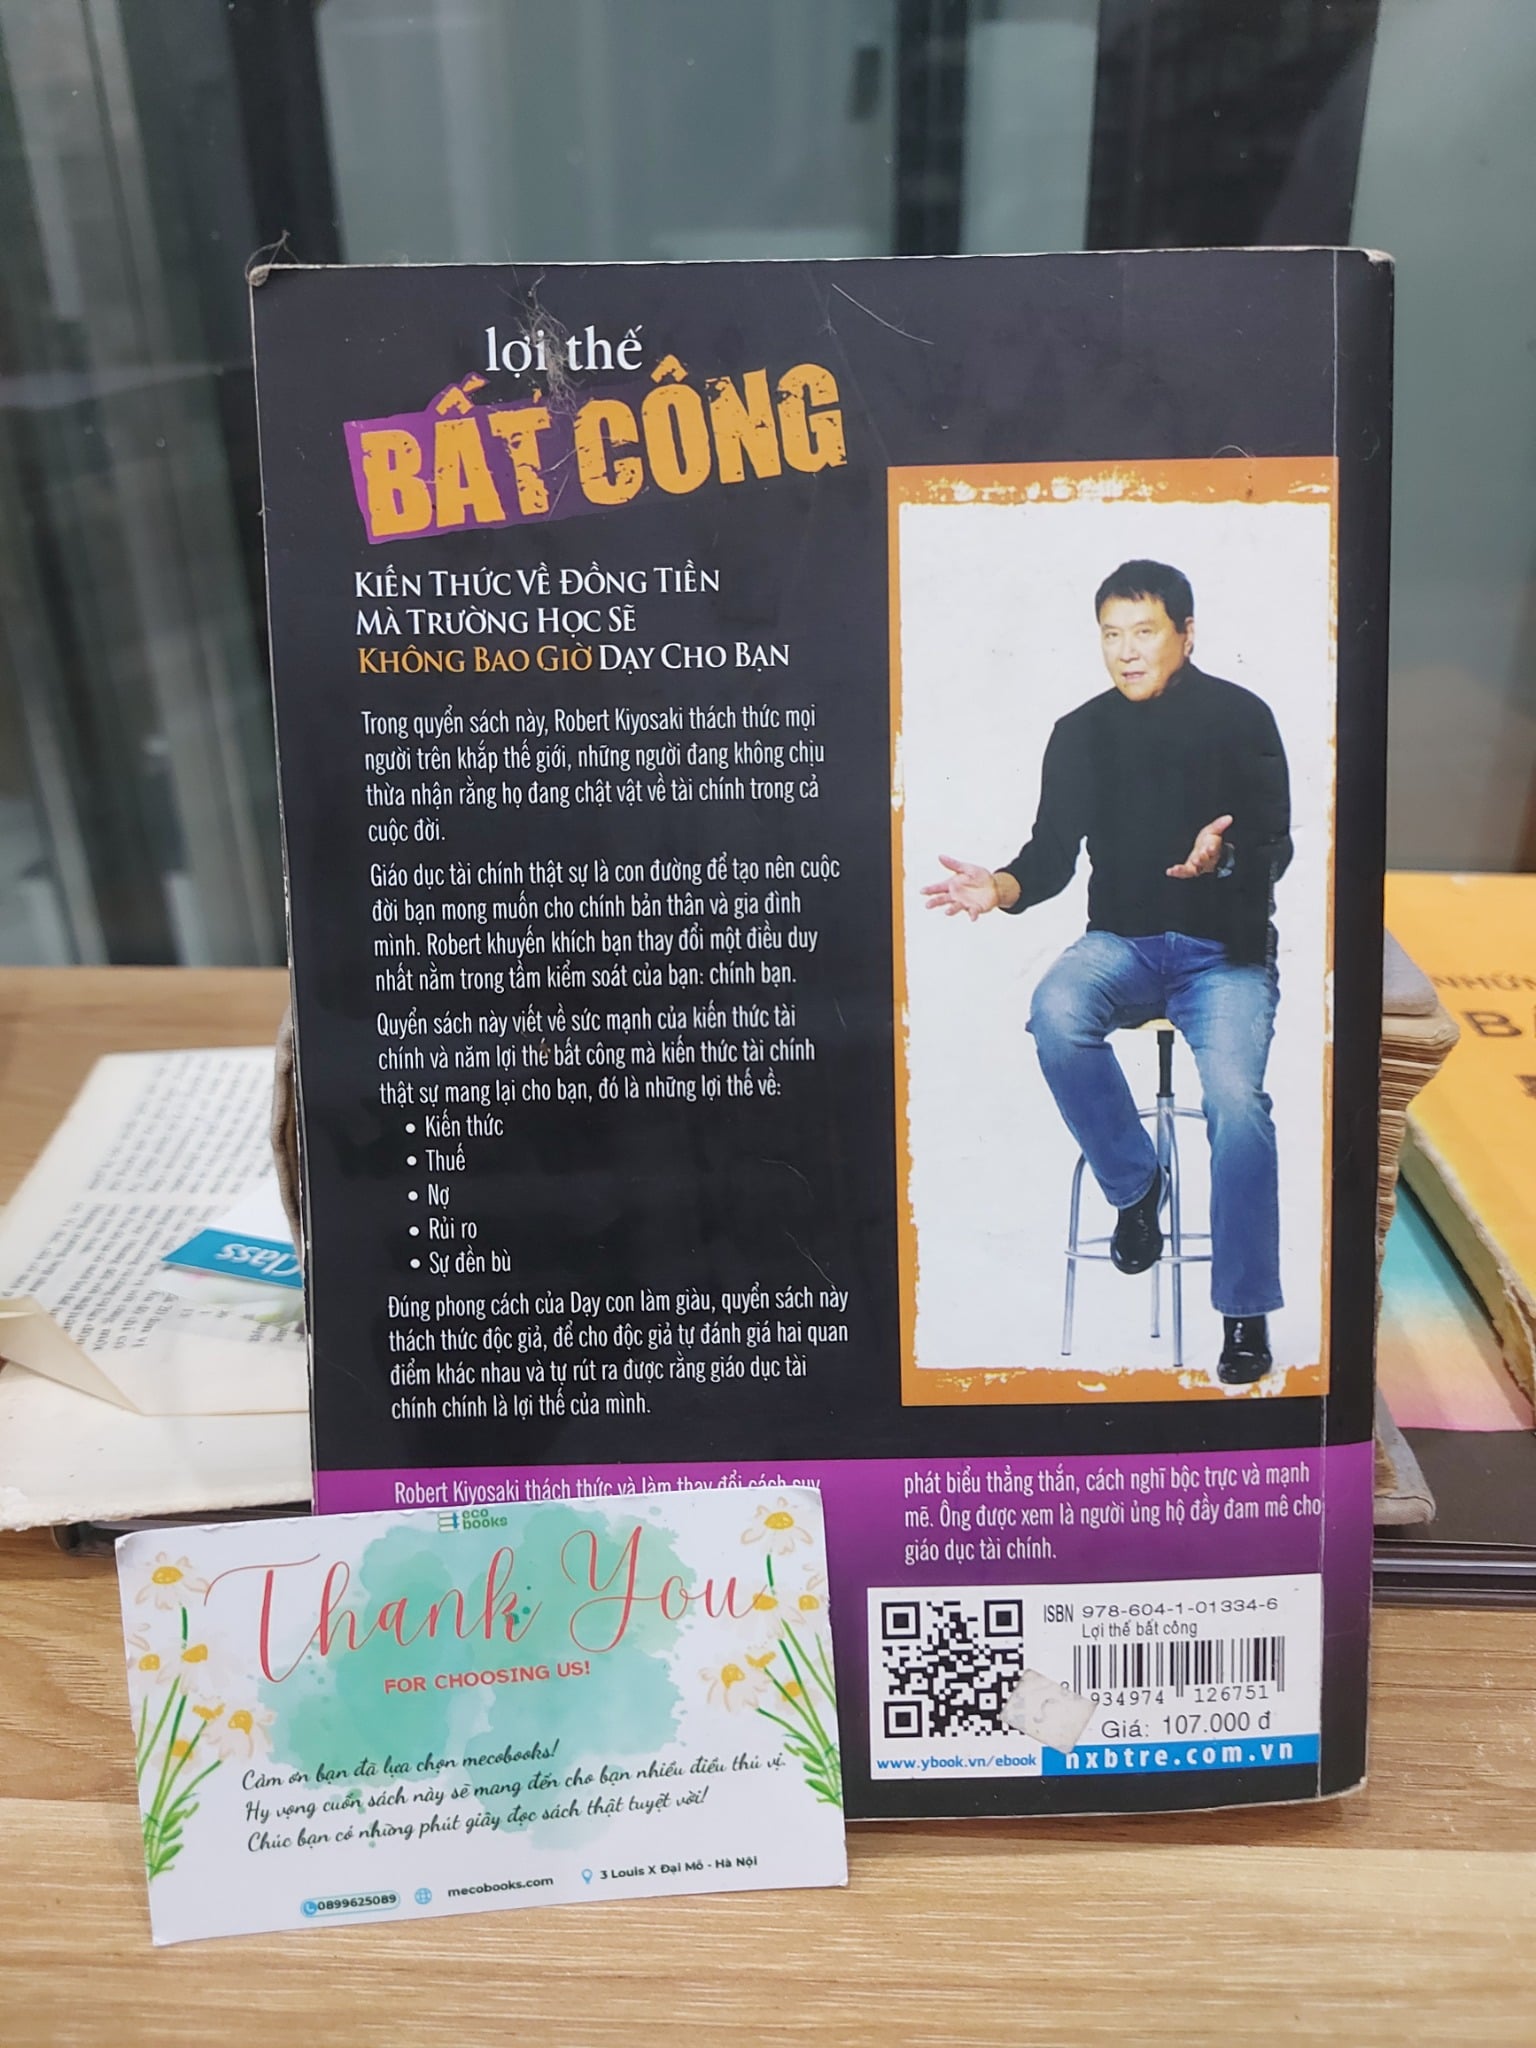 lợi thế
BẤT CÔNG
KIẾN THỨC VỀ ĐỒNG TIỀN
MÀ TRƯỜNG HỌC SẼ
KHÔNG BAO GIỜ DẠY CHO BẠN
Trong quyển sách này, Robert Kiyosaki thách thức mọi
người trên khắp thế giới, những người đang không chịu
thừa nhận rằng họ đang chật vật về tài chính trong cả
cuộc đời.
Giáo dục tài chính thật sự là con đường để tạo nên cuộc
đời bạn mong muốn cho chính bản thân và gia đình
mình. Robert khuyến khích bạn thay đổi một điều duy
nhất nằm trong tầm kiểm soát của bạn: chính bạn.
Quyển sách này viết về sức mạnh của kiến thức tài
chính và năm lợi thế bất công mà kiến thức tài chính
thật sự mang lại cho bạn, đó là những lợi thế về:
• Kiến thức
• Thuế
• Nợ
• Rủi ro
• Sự đền bù
Đúng phong cách của Dạy con làm giàu, quyển sách này
thách thức độc giả, để cho độc giả tự đánh giá hai quan
điểm khác nhau và tự rút ra được rằng giáo dục tài
chính chính là lợi thế của mình.
Robert Kiyosaki thách thức và làm thay đổi cách suy
phát biểu thẳng thắn, cách nghĩ bộc trực và mạnh
mẽ. Ông được xem là người ủng hộ đầy đam mê cho
giáo dục tài chính.
ISBN 978-604-1-01334-6
Lợi thế bất công
934974 126751
Giá: 107.000 đ
www.ybook.vn/ebook
nxbtre.com.vn
eco
books
Thank You
FOR CHOOSING US!
Cảm ơn bạn đã lựa chọn mecobooks!
Hy vọng cuốn sách này sẽ mang đến cho bạn nhiều điều thú vị.
Chúc bạn có những phút giây đọc sách thật tuyệt vời!
0899625089
mecobooks.com
3 Louis X Đại Mỗ - Hà Nội
Class
NHỮN
B